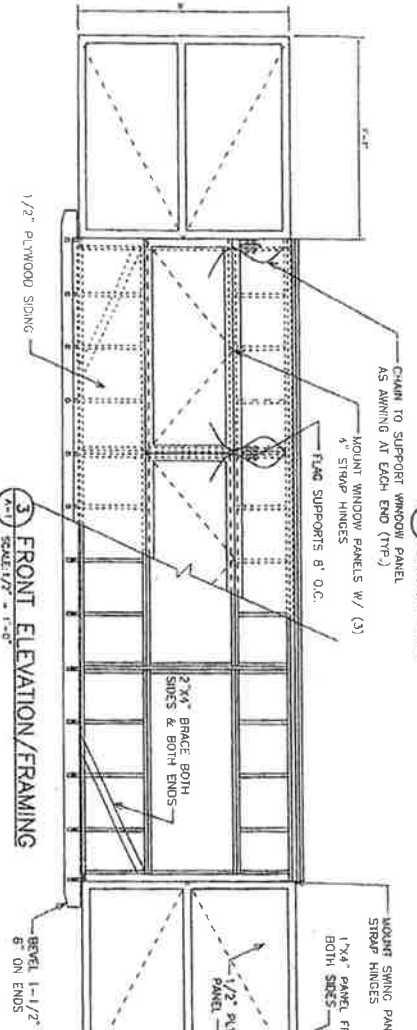 CHAIN TO SUPPORT WINDOW PANEL
AS AWNING AT EACH END (TYP.)
MOUNT WINDOW PANELS W/ (3)
4" STRAP HINGES
FLAG SUPPORTS 8' O.C.
MOUNT SWING PAN
STRAP HINGES
1"X4" PANEL F
BOTH SIDES
2"X4" BRACE BOTH
SIDES & BOTH ENDS
1/2" PL
PANEL
1/2" PLYWOOD SIDING
3
A-1
FRONT ELEVATION/FRAMING
SCALE: 1/2" = 1'-0"
BEVEL 1-1/2"
6" ON ENDS